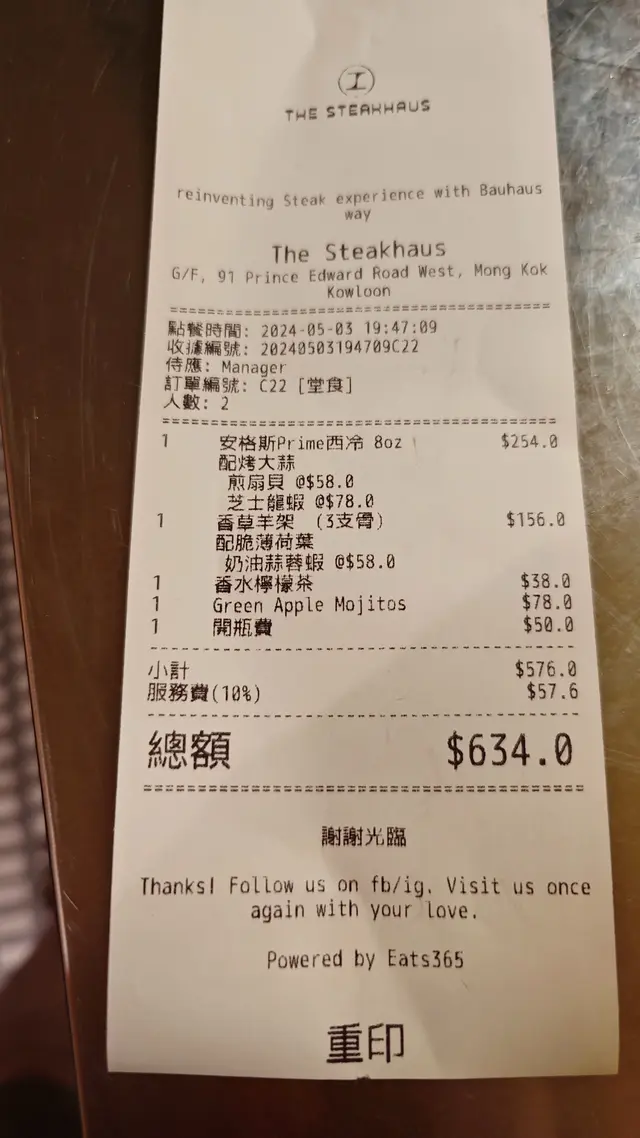 I
THE STEAKHAUS
reinventing Steak experience with Bauhaus
way
The Steakhaus
G/F, 91 Prince Edward Road West, Mong Kok
Kowloon
點餐時間: 2024-05-03 19:47:09
收據編號: 20240503194709C22
侍應: Manager
訂單編號: C22 [堂食]
人數: 2
1 安格斯Prime西冷 8oz $254.0
配烤大蒜
煎扇貝 @$58.0
芝士龍蝦 @$78.0
1 香草羊架 (3支骨) $156.0
配脆薄荷葉
奶油蒜蓉蝦 @$58.0
1 香水檸檬茶 $38.0
1 Green Apple Mojitos $78.0
1 開瓶費 $50.0
小計 $576.0
服務費(10%) $57.6
總額 $634.0
謝謝光臨
Thanks! Follow us on fb/ig. Visit us once
again with your love.
Powered by Eats365
重印